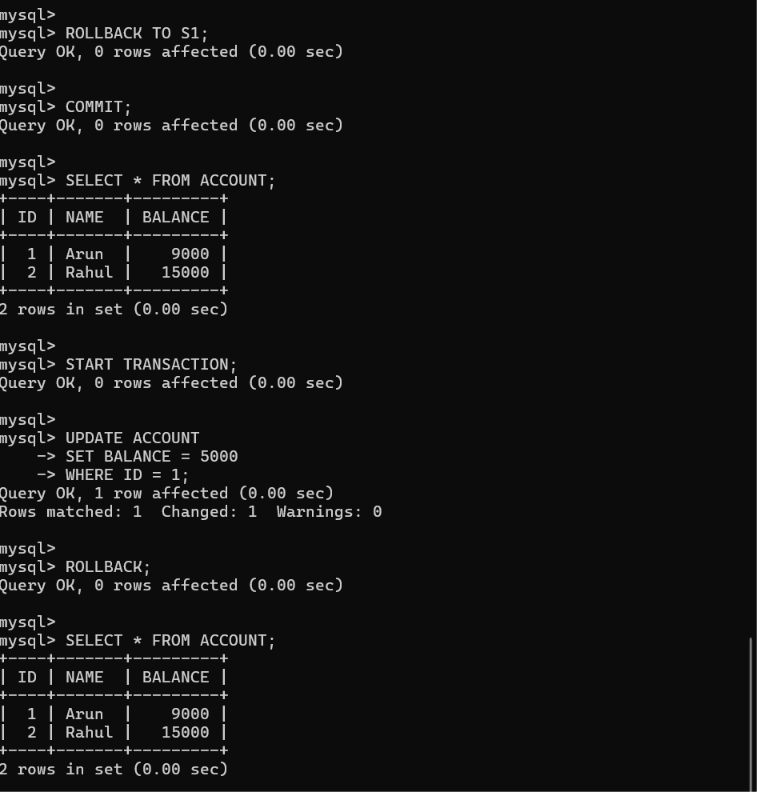 mysql>
mysql> ROLLBACK TO S1;
Query OK, 0 rows affected (0.00 sec)
mysql>
mysql> COMMIT;
Query OK, 0 rows affected (0.00 sec)
mysql>
mysql> SELECT * FROM ACCOUNT;
+----+-------+---------+
| ID | NAME  | BALANCE |
+----+-------+---------+
|  1 | Arun  |    9000 |
|  2 | Rahul |   15000 |
+----+-------+---------+
2 rows in set (0.00 sec)
mysql>
mysql> START TRANSACTION;
Query OK, 0 rows affected (0.00 sec)
mysql>
mysql> UPDATE ACCOUNT
    -> SET BALANCE = 5000
    -> WHERE ID = 1;
Query OK, 1 row affected (0.00 sec)
Rows matched: 1  Changed: 1  Warnings: 0
mysql>
mysql> ROLLBACK;
Query OK, 0 rows affected (0.00 sec)
mysql>
mysql> SELECT * FROM ACCOUNT;
+----+-------+---------+
| ID | NAME  | BALANCE |
+----+-------+---------+
|  1 | Arun  |    9000 |
|  2 | Rahul |   15000 |
+----+-------+---------+
2 rows in set (0.00 sec)